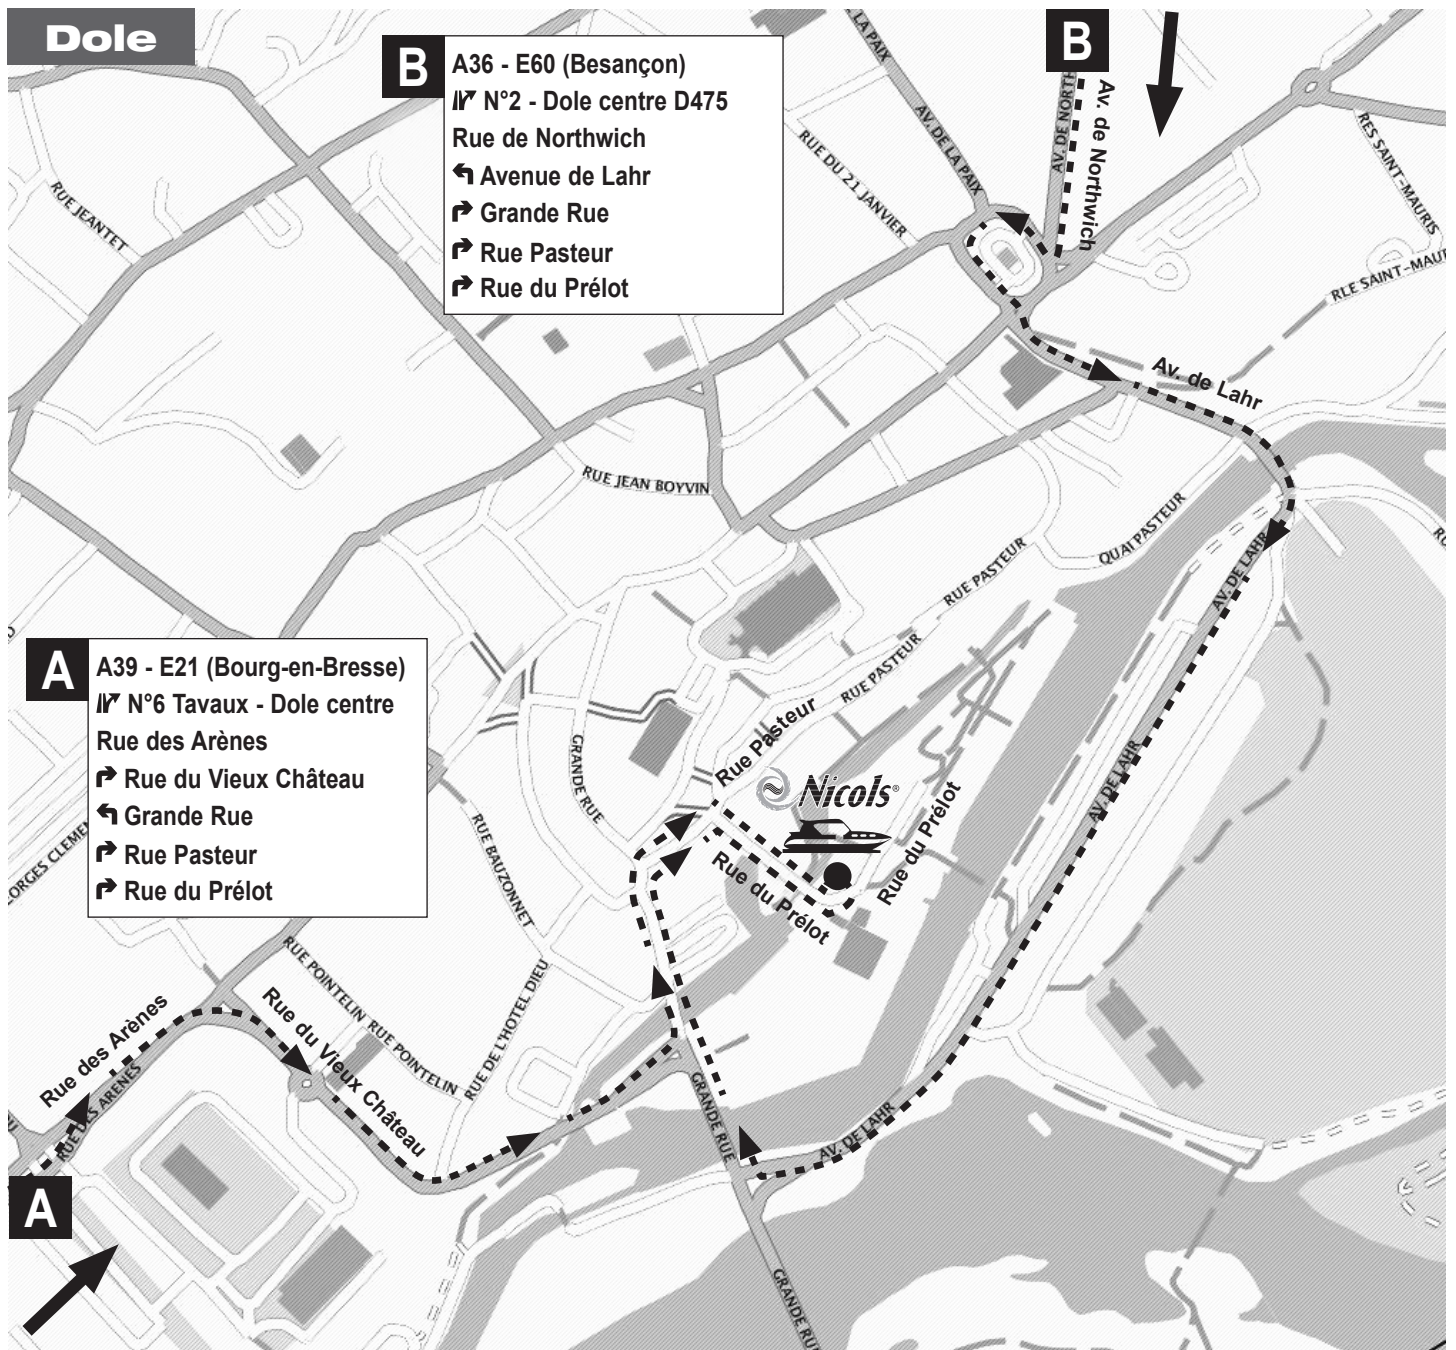 Dole
B
A36 - E60 (Besançon)
N°2 - Dole centre D475
Rue de Northwich
Avenue de Lahr
Grande Rue
Rue Pasteur
Rue du Prélot
LA PAIX
AV. DE LA PAIX
B
AV. DE NORTH
Av. de Northwich
RES SAINT-MAURIS
RLE SAINT-MAURI
RUE DU 21 JANVIER
RUE JEANTET
Av. de Lahr
RUE JEAN BOYVIN
QUAI PASTEUR
RUE PASTEUR
AV. DE LAHR
RUE PASTEUR
A
A39 - E21 (Bourg-en-Bresse)
N°6 Tavaux - Dole centre
Rue des Arènes
Rue du Vieux Château
Grande Rue
Rue Pasteur
Rue du Prélot
ORGES CLEMEN
GRANDE RUE
Rue Pasteur
Nicols®
AV. DE LAHR
Rue du Prélot
Rue du Prélot
RUE BAUZONNET
RUE POINTELIN
RUE POINTELIN
RUE DE L'HOTEL DIEU
Rue des Arènes
RUE DES ARENES
Rue du Vieux Château
GRANDE RUE
AV. DE LAHR
A
GRANDE RUE